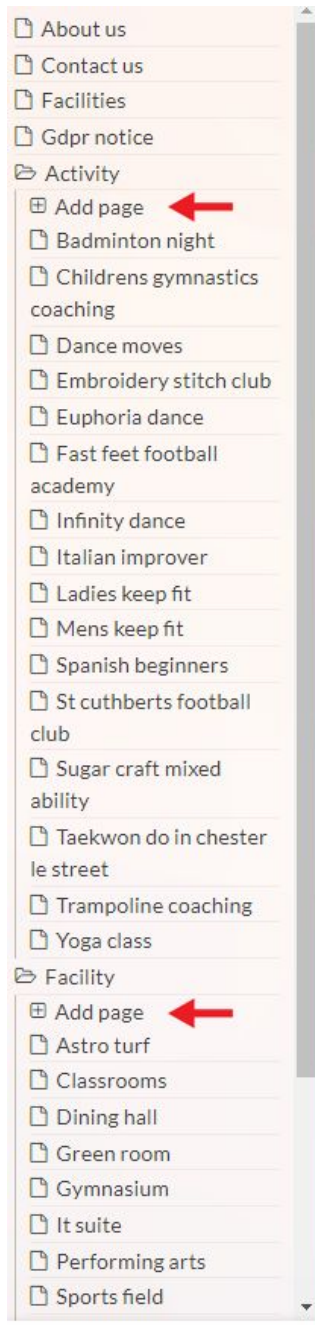 About us
Contact us
Facilities
Gdpr notice
Activity
Add page
Badminton night
Childrens gymnastics
coaching
Dance moves
Embroidery stitch club
Euphoria dance
Fast feet football
academy
Infinity dance
Italian improver
Ladies keep fit
Mens keep fit
Spanish beginners
St cuthberts football
club
Sugar craft mixed
ability
Taekwon do in chester
le street
Trampoline coaching
Yoga class
Facility
Add page
Astro turf
Classrooms
Dining hall
Green room
Gymnasium
It suite
Performing arts
Sports field